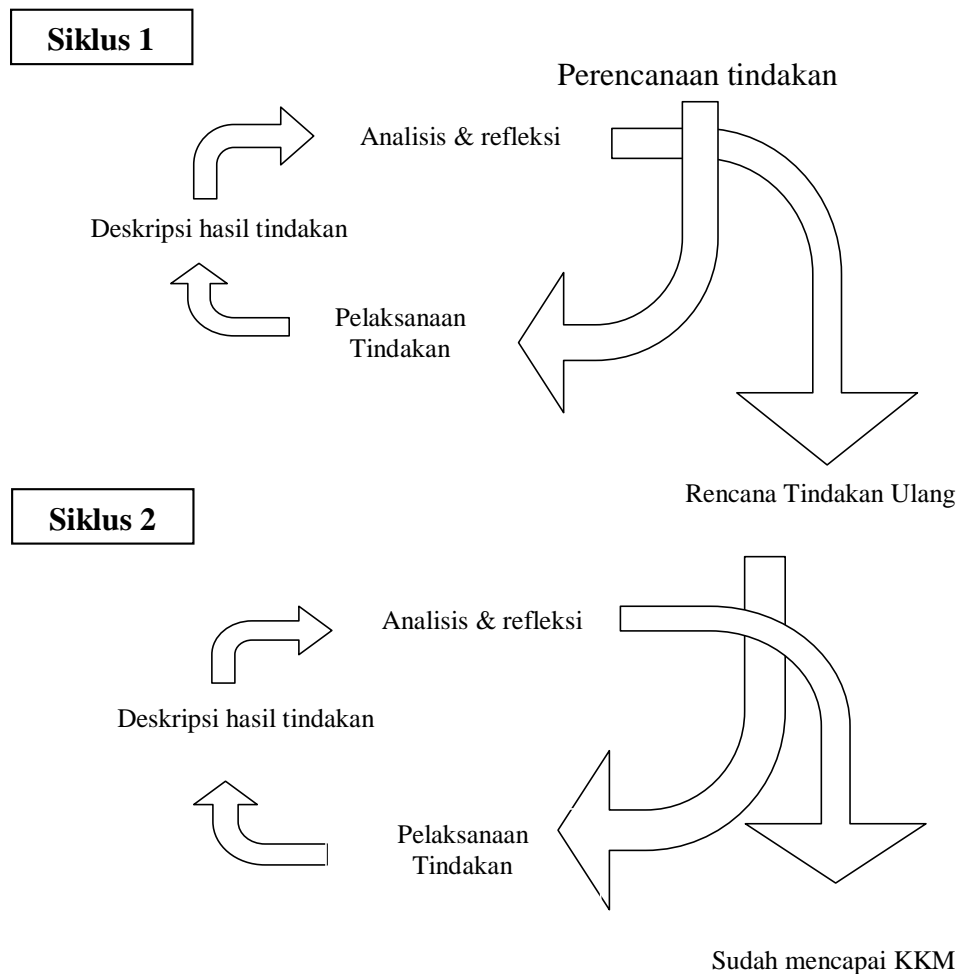 Siklus 1
Perencanaan tindakan
Analisis & refleksi
Deskripsi hasil tindakan
Pelaksanaan
Tindakan
Rencana Tindakan Ulang
Siklus 2
Analisis & refleksi
Deskripsi hasil tindakan
Pelaksanaan
Tindakan
Sudah mencapai KKM